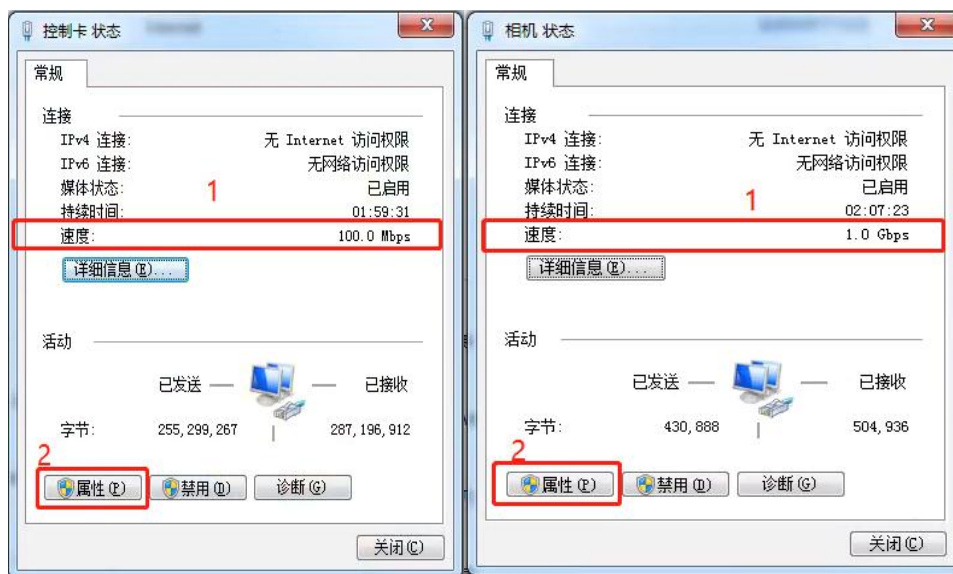 控制卡 状态
常规
连接
IPv4 连接: 无 Internet 访问权限
IPv6 连接: 无网络访问权限
媒体状态: 已启用
1
持续时间: 01:59:31
速度: 100.0 Mbps
详细信息(E)...
活动
已发送 — — 已接收
字节: 255,299,267 | 287,196,912
2
属性(P) 禁用(D) 诊断(G)
关闭(C)
相机 状态
常规
连接
IPv4 连接: 无 Internet 访问权限
IPv6 连接: 无网络访问权限
媒体状态: 已启用
1
持续时间: 02:07:23
速度: 1.0 Gbps
详细信息(E)...
活动
已发送 — — 已接收
字节: 430,888 | 504,936
2
属性(P) 禁用(D) 诊断(G)
关闭(C)